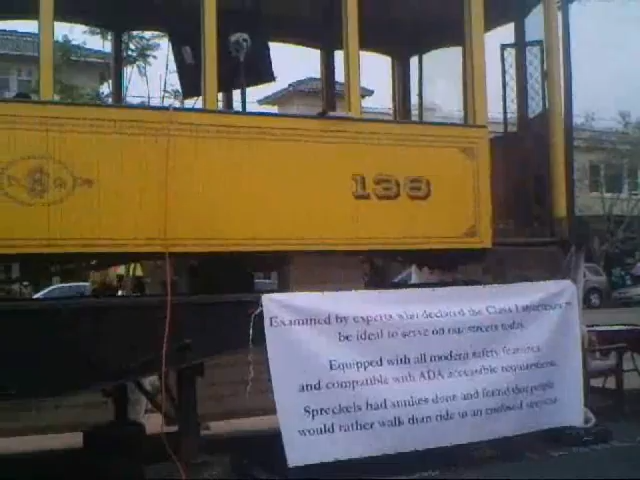 138
Examined by experts who declared the Class 1
be ideal to serve on our streets today.
Equipped with all modern safety features
and compatible with ADA accessible requirements.
Spreckels had studies done and found that people
would rather walk than ride in an enclosed